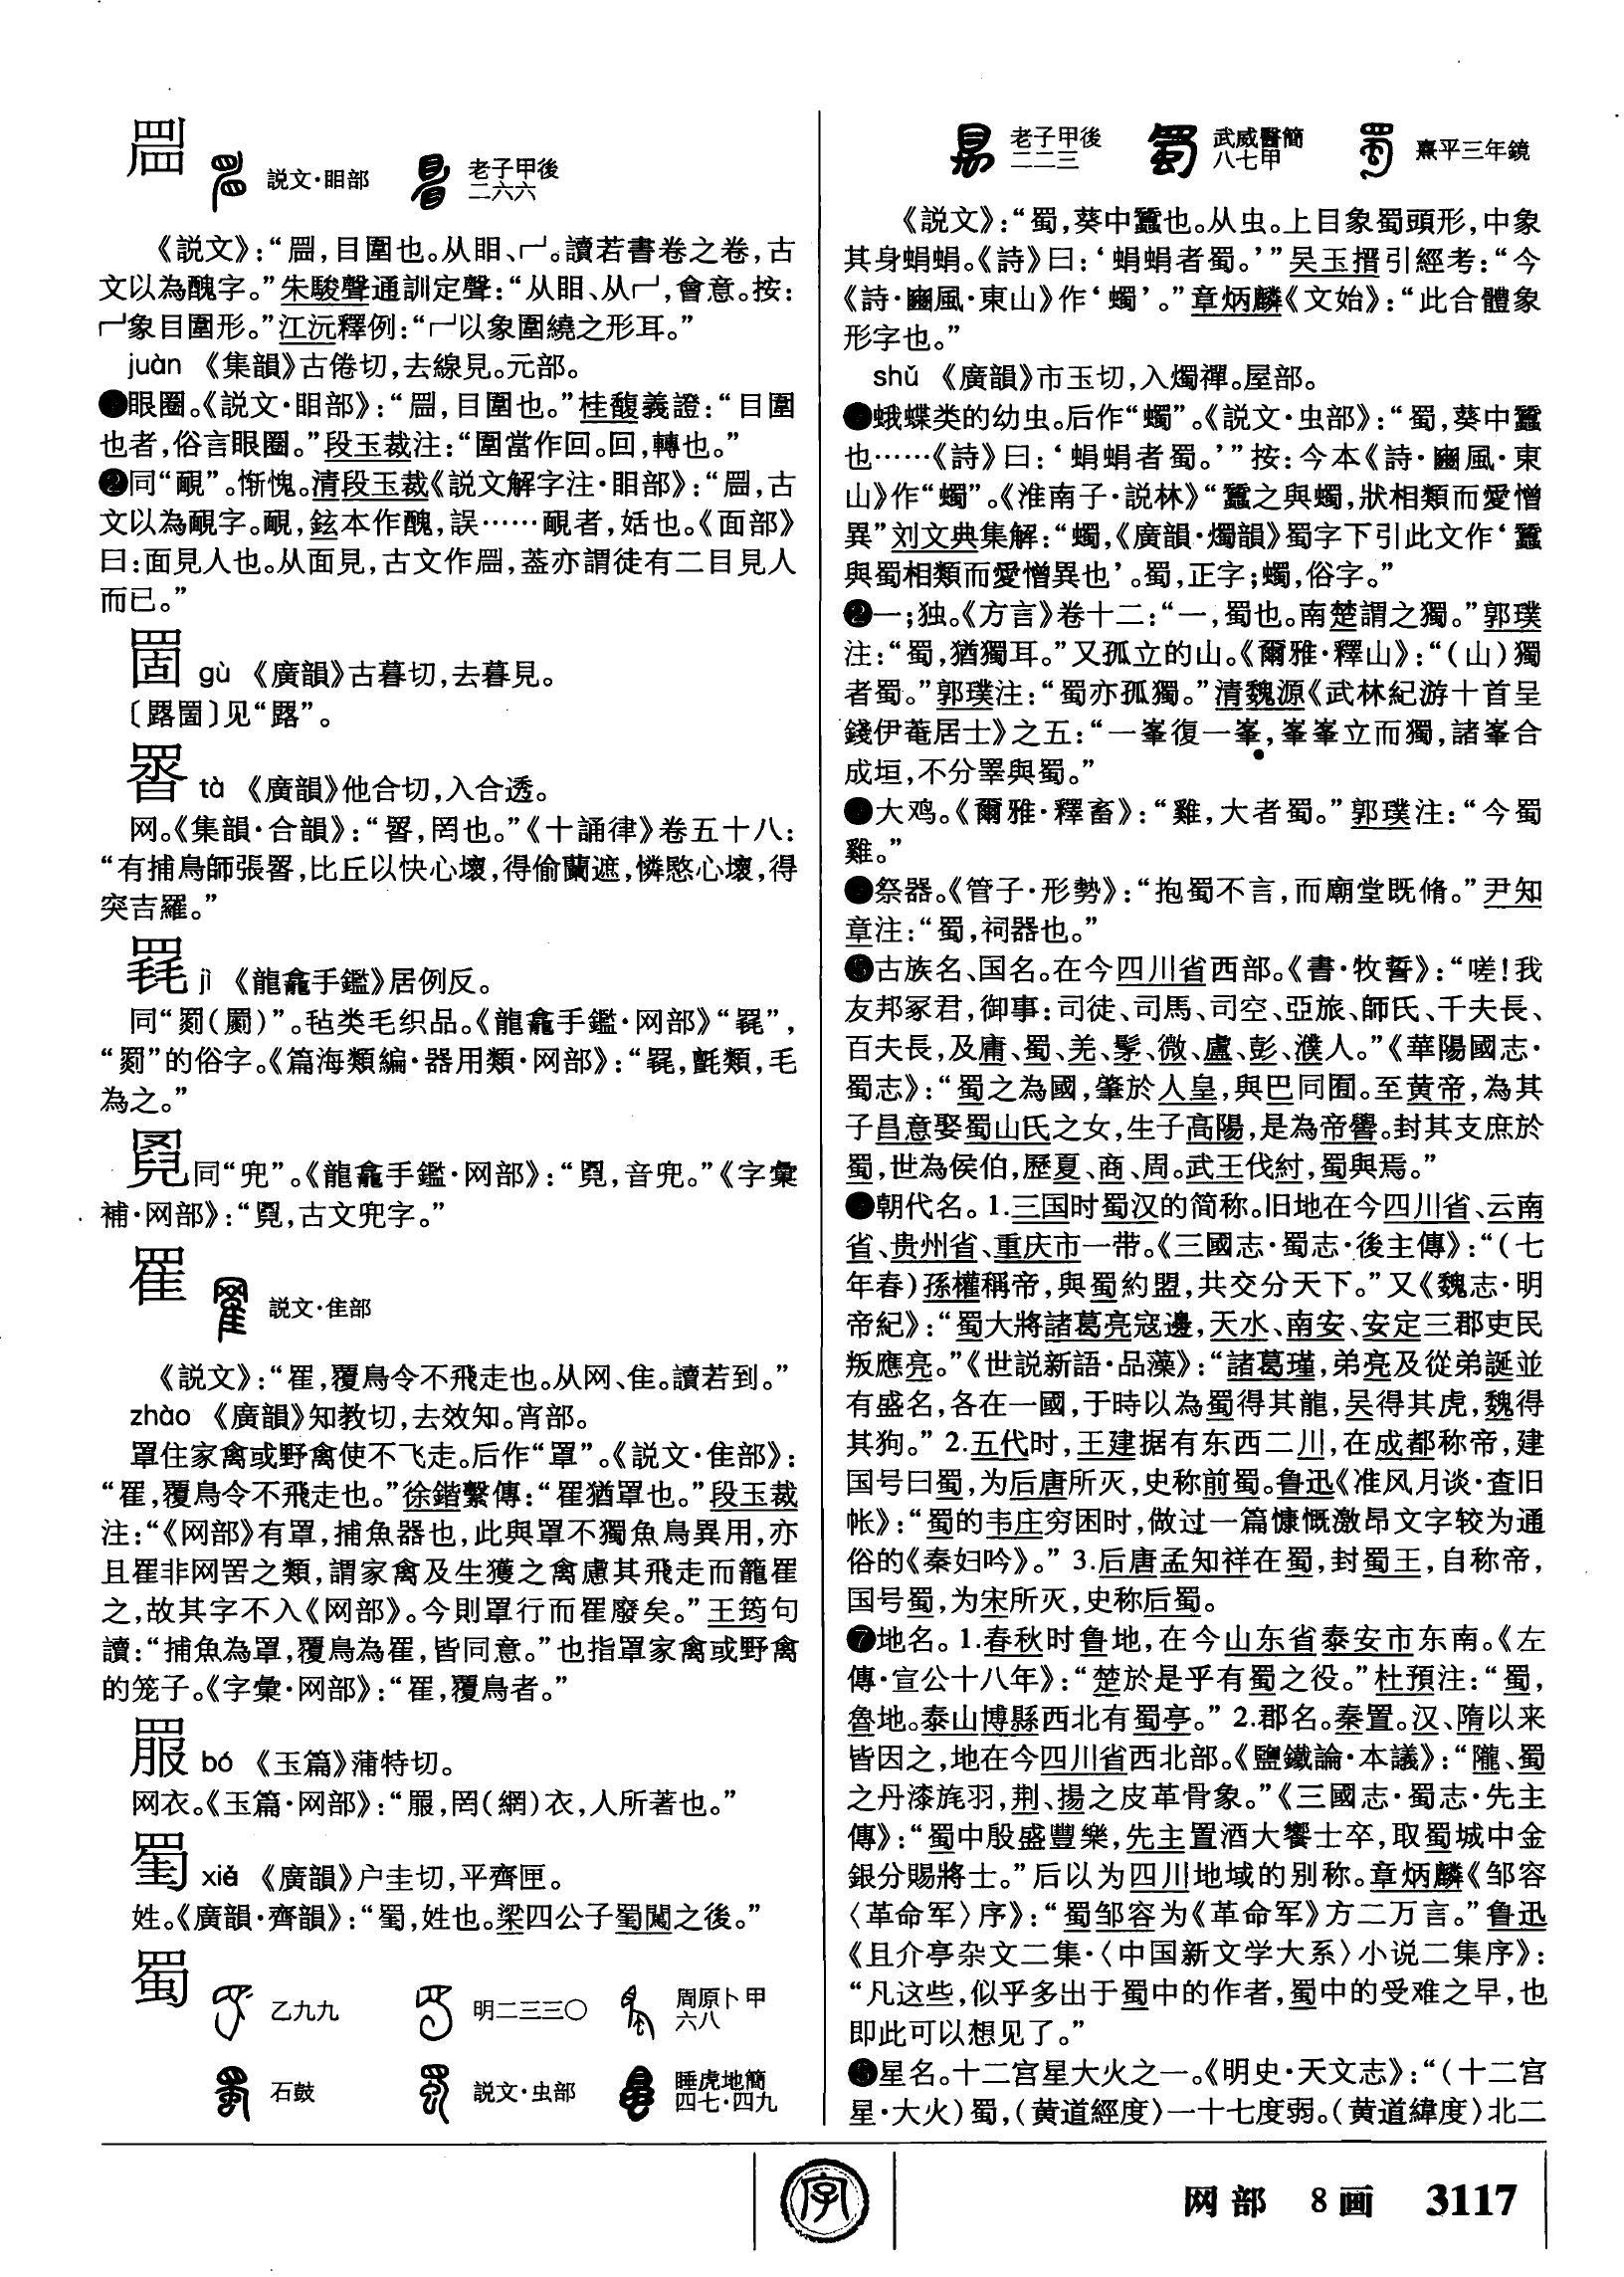 説文·䀠部
老子甲後
二六六
《説文》：“𥇛，目圍也。从䀠、𠂆。讀若書卷之卷，古
文以為醜字。”朱駿聲通訓定聲：“从䀠、从𠂆，會意。按：
𠂆象目圍形。”江沅釋例：“𠂆以象圍繞之形耳。”
juàn 《集韻》古倦切，去線見。元部。
❶眼圈。《説文·䀠部》：“𥇛，目圍也。”桂馥義證：“目圍
也者，俗言眼圈。”段玉裁注：“圍當作回。回，轉也。”
❷同“靦”。惭愧。清段玉裁《説文解字注·䀠部》：“𥇛，古
文以為靦字。靦，鉉本作醜，誤……靦者，姡也。《面部》
曰：面見人也。从面見，古文作𥇛，葢亦謂徒有二目見人
而已。”
罟 gù 《廣韻》古暮切，去暮見。
见“ ”。
tà 《廣韻》他合切，入合透。
网。《集韻·合韻》：“ ，罔也。”《十誦律》卷五十八：
“有捕鳥師張 ，比丘以快心壞，得偷蘭遮，憐愍心壞，得
突吉羅。”
jì 《龍龕手鑑》居例反。
同“罽”。毡类毛织品。《龍龕手鑑·网部》“ ”，
的俗字。《篇海類編·器用類·网部》：“ ，氈類，毛
為之。”
同“兜”。《龍龕手鑑·网部》：“ ，音兜。”《字彙
補·网部》：“ ，古文兜字。”
䍜
説文·隹部
《説文》：“䍜，覆鳥令不飛走也。从网、隹。讀若到。”
zhào 《廣韻》知教切，去效知。宵部。
罩住家禽或野禽使不飞走。后作“罩”。《説文·隹部》：
“䍜，覆鳥令不飛走也。”徐鍇繫傳：“䍜猶罩也。”段玉裁
注：“《网部》有罩，捕魚器也，此與罩不獨魚鳥異用，亦
且䍜非网罟之類，謂家禽及生獲之禽慮其飛走而籠䍜
之，故其字不入《网部》。今則罩行而䍜廢矣。”王筠句
讀：“捕魚為罩，覆鳥為䍜，皆同意。”也指罩家禽或野禽
的笼子。《字彙·网部》：“䍜，覆鳥者。”
bó 《玉篇》蒲特切。
网衣。《玉篇·网部》：“ ，罔（網）衣，人所著也。”
《廣韻》户圭切，平齊匣。
姓。《廣韻·齊韻》：“ ，姓也。梁四公子 闖之後。”
蜀
乙九九
明二三三〇
周原卜甲
六八
石鼓
説文·虫部
睡虎地簡
四七·四九
老子甲後
二二三
武威醫簡
八七甲
熹平三年鏡
《説文》：“蜀，葵中蠶也。从虫。上目象蜀頭形，中象
其身蜎蜎。《詩》曰：‘蜎蜎者蜀。’”吴玉搢引經考：“今
《詩·豳風·東山》作‘蠋’。”章炳麟《文始》：“此合體象
形字也。”
shǔ 《廣韻》市玉切，入燭禪。屋部。
❶蛾蝶类的幼虫。后作“蠋”。《説文·虫部》：“蜀，葵中蠶
也……《詩》曰：‘蜎蜎者蜀。’”按：今本《詩·豳風·東
山》作“蠋”。《淮南子·説林》“蠶之與蠋，狀相類而愛憎
異”刘文典集解：“蠋，《廣韻·燭韻》蜀字下引此文作‘蠶
與蜀相類而愛憎異也’。蜀，正字；蠋，俗字。”
❷一；独。《方言》卷十二：“一，蜀也。南楚謂之獨。”郭璞
注：“蜀，猶獨耳。”又孤立的山。《爾雅·釋山》：“（山）獨
者蜀。”郭璞注：“蜀亦孤獨。”清魏源《武林紀游十首呈
錢伊菴居士》之五：“一峯復一峯，峯峯立而獨，諸峯合
成垣，不分睪與蜀。”
❸大鸡。《爾雅·釋畜》：“雞，大者蜀。”郭璞注：“今蜀
雞。”
❹祭器。《管子·形勢》：“抱蜀不言，而廟堂既脩。”尹知
章注：“蜀，祠器也。”
❺古族名、国名。在今四川省西部。《書·牧誓》：“嗟！我
友邦冢君，御事：司徒、司馬、司空、亞旅、師氏、千夫長、
百夫長，及庸、蜀、羌、髳、微、盧、彭、濮人。”《華陽國志·
蜀志》：“蜀之為國，肇於人皇，與巴同囿。至黄帝，為其
子昌意娶蜀山氏之女，生子高陽，是為帝嚳。封其支庶於
蜀，世為侯伯，歷夏、商、周。武王伐紂，蜀與焉。”
❻朝代名。1.三国时蜀汉的简称。旧地在今四川省、云南
省、贵州省、重庆市一带。《三國志·蜀志·後主傳》：“（七
年春）孫權稱帝，與蜀約盟，共交分天下。”又《魏志·明
帝紀》：“蜀大將諸葛亮寇邊，天水、南安、安定三郡吏民
叛應亮。”《世説新語·品藻》：“諸葛瑾，弟亮及從弟誕並
有盛名，各在一國，于時以為蜀得其龍，吴得其虎，魏得
其狗。”2.五代时，王建据有东西二川，在成都称帝，建
国号曰蜀，为后唐所灭，史称前蜀。鲁迅《准风月谈·查旧
帐》：“蜀的韦庄穷困时，做过一篇慷慨激昂文字较为通
俗的《秦妇吟》。”3.后唐孟知祥在蜀，封蜀王，自称帝，
国号蜀，为宋所灭，史称后蜀。
❼地名。1.春秋时鲁地，在今山东省泰安市东南。《左
傳·宣公十八年》：“楚於是乎有蜀之役。”杜預注：“蜀，
魯地。泰山博縣西北有蜀亭。”2.郡名。秦置。汉、隋以来
皆因之，地在今四川省西北部。《鹽鐵論·本議》：“隴、蜀
之丹漆旄羽，荆、揚之皮革骨象。”《三國志·蜀志·先主
傳》：“蜀中殷盛豐樂，先主置酒大饗士卒，取蜀城中金
銀分賜將士。”后以为四川地域的别称。章炳麟《邹容
〈革命军〉序》：“蜀邹容为《革命军》方二万言。”鲁迅
《且介亭杂文二集·〈中国新文学大系〉小说二集序》：
“凡这些，似乎多出于蜀中的作者，蜀中的受难之早，也
即此可以想见了。”
❽星名。十二宫星大火之一。《明史·天文志》：“（十二宫
星·大火）蜀，（黄道經度）一十七度弱。（黄道緯度）北二
字
网部 8画 3117